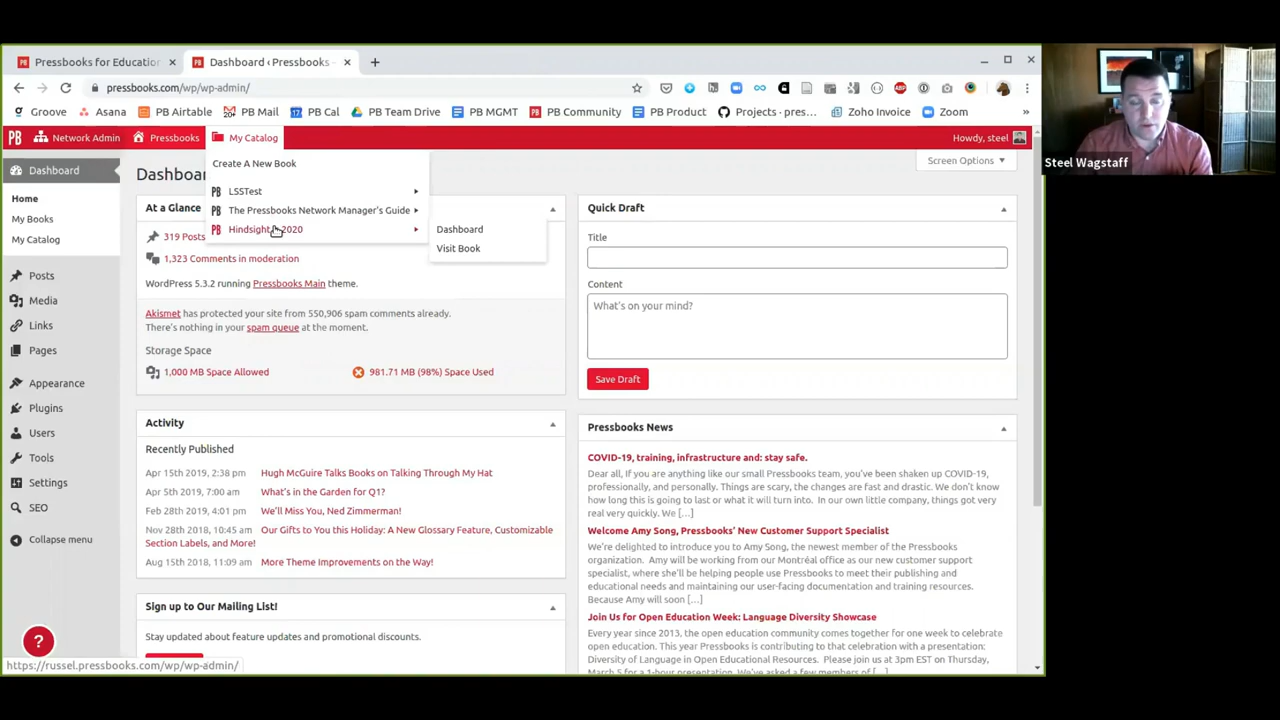 Pressbooks for Educatio
Dashboard ‹ Pressbooks –
pressbooks.com/wp/wp-admin/
Groove
Asana
PB Airtable
PB Mail
PB Cal
PB Team Drive
PB MGMT
PB Community
PB Product
Projects · pressbo
Zoho Invoice
Zoom
»
PB
Network Admin
Pressbooks
My Catalog
Howdy, steel
Steel Wagstaff
Dashboard
Home
My Books
My Catalog
Posts
Media
Links
Pages
Appearance
Plugins
Users
Tools
Settings
SEO
Collapse menu
?
Create A New Book
PB LSSTest
PB The Pressbooks Network Manager's Guide
PB Hindsight 2020
Dashboard
Visit Book
Screen Options
Dashboar
At a Glance
319 Posts
1,323 Comments in moderation
WordPress 5.3.2 running Pressbooks Main theme.
Akismet has protected your site from 550,906 spam comments already.
There's nothing in your spam queue at the moment.
Storage Space
1,000 MB Space Allowed
981.71 MB (98%) Space Used
Activity
Recently Published
Apr 15th 2019, 2:38 pm Hugh McGuire Talks Books on Talking Through My Hat
Apr 5th 2019, 7:00 am What's in the Garden for Q1?
Feb 28th 2019, 4:01 pm We'll Miss You, Ned Zimmerman!
Nov 28th 2018, 10:45 am Our Gifts to You this Holiday: A New Glossary Feature, Customizable
Section Labels, and More!
Aug 15th 2018, 11:09 am More Theme Improvements on the Way!
Sign up to Our Mailing List!
Stay updated about feature updates and promotional discounts.
Quick Draft
Title
Content
What's on your mind?
Save Draft
Pressbooks News
COVID-19, training, infrastructure and: stay safe.
Dear all, If you are anything like our small Pressbooks team, you've been shaken up COVID-19,
professionally, and personally. Things are scary, the changes are fast and drastic. We don't know
how long this is going to last or what it will turn into. In our own little company, things got very
real very quickly. We [...]
Welcome Amy Song, Pressbooks' New Customer Support Specialist
We're delighted to introduce you to Amy Song, the newest member of the Pressbooks
organization. Amy will be working from our Montréal office as our new customer support
specialist, where she'll be helping people use Pressbooks to meet their publishing and
educational needs and maintaining our user-facing documentation and training resources.
Because Amy will soon [...]
Join Us for Open Education Week: Language Diversity Showcase
Every year since 2013, the open education community comes together for one week to celebrate
open education. This year Pressbooks is contributing to that celebration with a presentation:
Diversity of Language in Open Educational Resources. Please join us at 3pm EST on Thursday,
March 5 for a 1-hour presentation. We've asked a few members [...]
https://russel.pressbooks.com/wp/wp-admin/